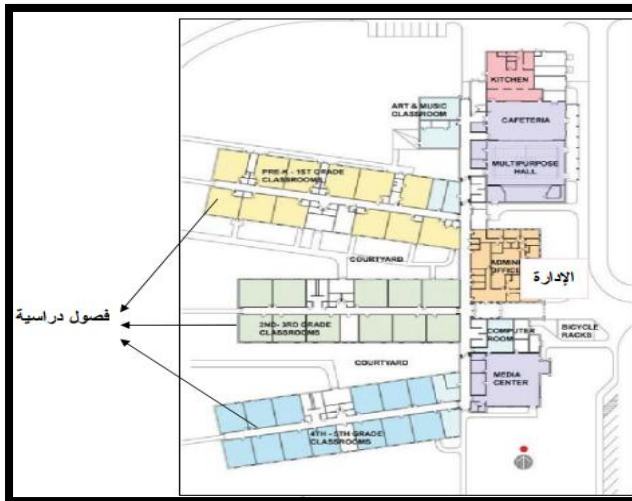 KITCHEN
ART & MUSIC
CLASSROOM
CAFETERIA
MULTIPURPOSE
HALL
PRE-K - 1ST GRADE
CLASSROOMS
COURTYARD
ADMIN
OFFICE
الإدارة
فصول دراسية
2ND- 3RD GRADE
CLASSROOMS
COMPUTER
ROOM
BICYCLE
RACKS
COURTYARD
MEDIA
CENTER
4TH - 5TH GRADE
CLASSROOMS